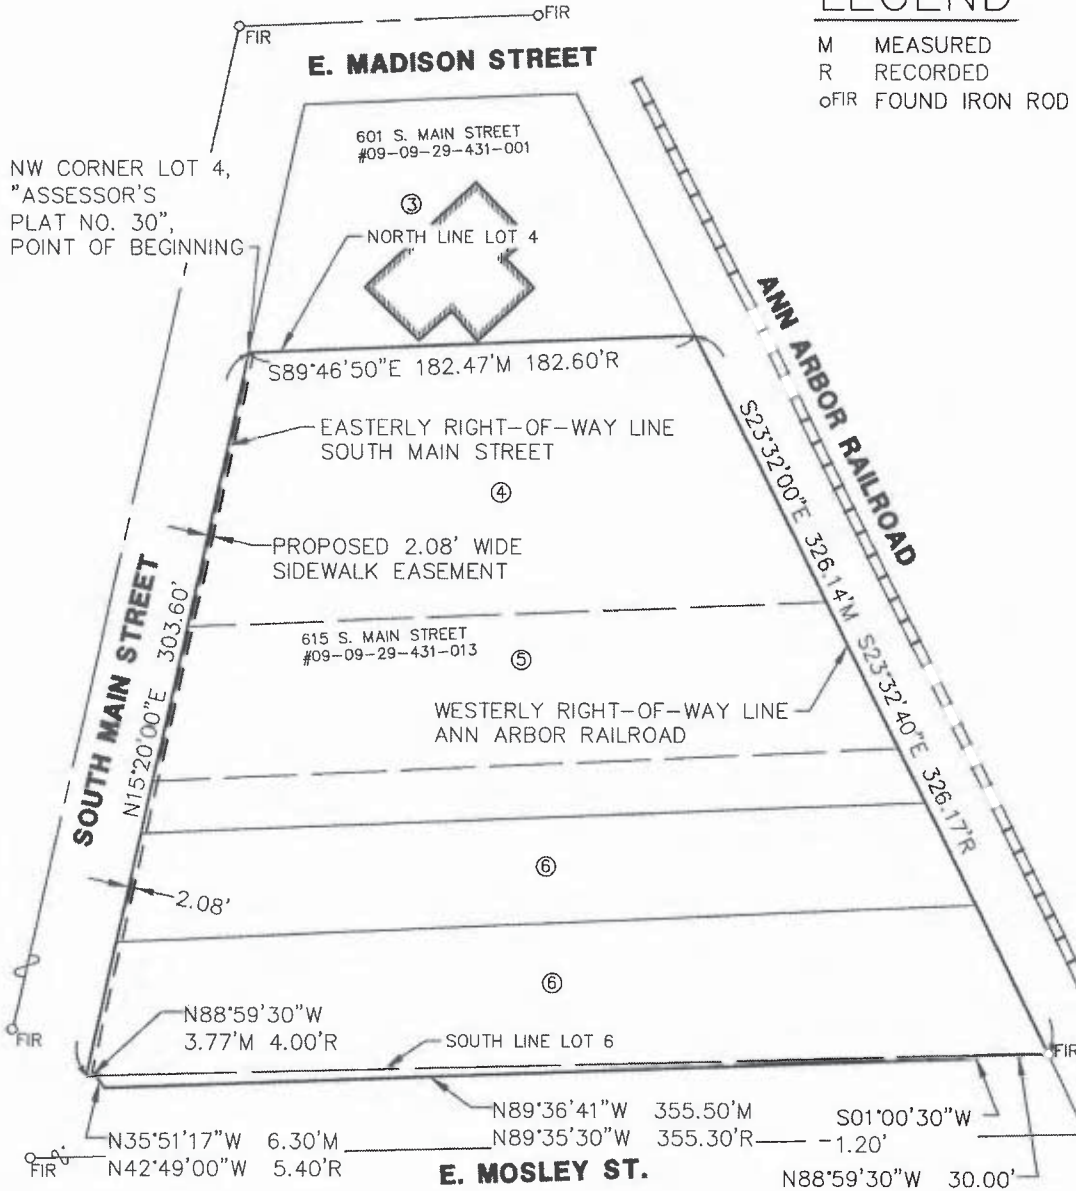 LEGEND
M MEASURED
R RECORDED
FIR FOUND IRON ROD
FIR
FIR
E. MADISON STREET
601 S. MAIN STREET
#09-09-29-431-001
NW CORNER LOT 4,
"ASSESSOR'S
PLAT NO. 30",
POINT OF BEGINNING
③
NORTH LINE LOT 4
ANN ARBOR RAILROAD
S89°46'50"E 182.47'M 182.60'R
EASTERLY RIGHT-OF-WAY LINE
SOUTH MAIN STREET
④
S23°32'00"E 326.14'M S23°32'40"E 326.17'R
PROPOSED 2.08' WIDE
SIDEWALK EASEMENT
SOUTH MAIN STREET
N15°20'00"E 303.60'
615 S. MAIN STREET
#09-09-29-431-013
⑤
WESTERLY RIGHT-OF-WAY LINE
ANN ARBOR RAILROAD
⑥
2.08'
⑥
N88°59'30"W
3.77'M 4.00'R
SOUTH LINE LOT 6
FIR
FIR
N89°36'41"W 355.50'M
N89°35'30"W 355.30'R
S01°00'30"W
1.20'
N35°51'17"W 6.30'M
N42°49'00"W 5.40'R
FIR
E. MOSLEY ST.
N88°59'30"W 30.00'